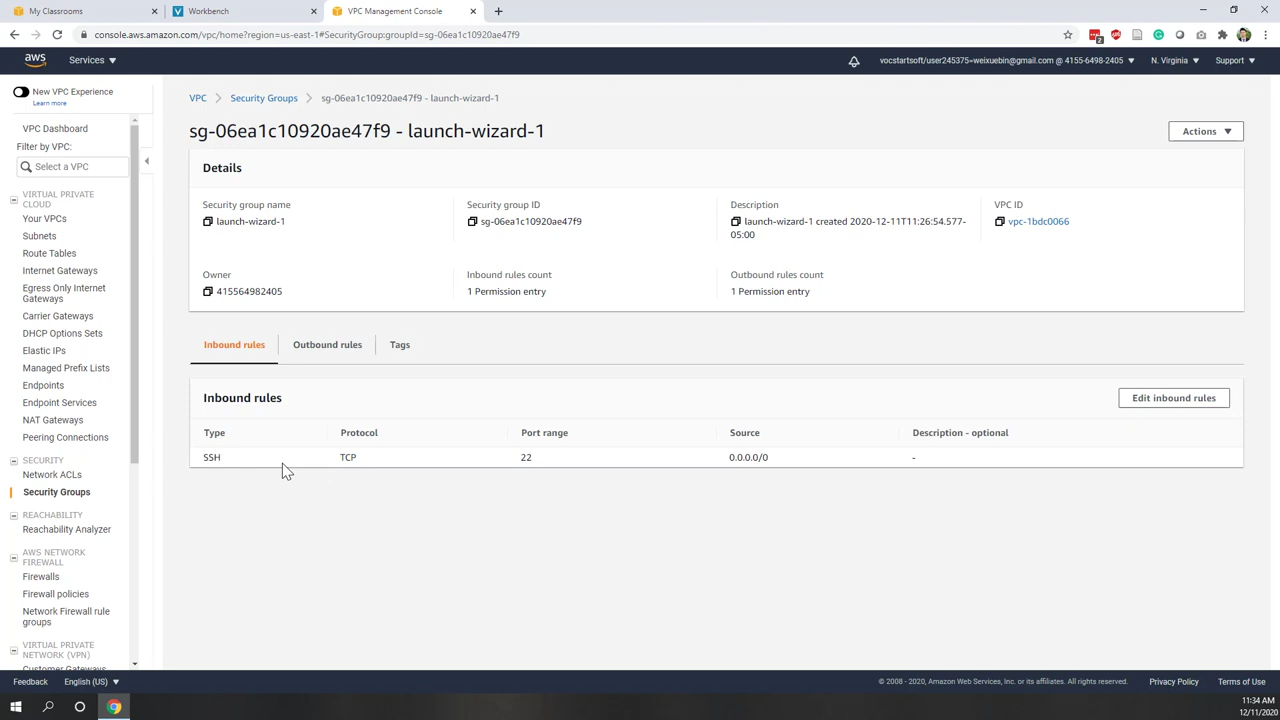 My Classrooms
Workbench
VPC Management Console
console.aws.amazon.com/vpc/home?region=us-east-1#SecurityGroup:groupId=sg-06ea1c10920ae47f9
2
aws
Services
vocstartsoft/user245375=weixuebin@gmail.com @ 4155-6498-2405
N. Virginia
Support
New VPC Experience
Learn more
VPC Dashboard
Filter by VPC:
Select a VPC
VIRTUAL PRIVATE
CLOUD
Your VPCs
Subnets
Route Tables
Internet Gateways
Egress Only Internet
Gateways
Carrier Gateways
DHCP Options Sets
Elastic IPs
Managed Prefix Lists
Endpoints
Endpoint Services
NAT Gateways
Peering Connections
SECURITY
Network ACLs
Security Groups
REACHABILITY
Reachability Analyzer
AWS NETWORK
FIREWALL
Firewalls
Firewall policies
Network Firewall rule
groups
VIRTUAL PRIVATE
NETWORK (VPN)
Customer Gateways
VPC > Security Groups > sg-06ea1c10920ae47f9 - launch-wizard-1
sg-06ea1c10920ae47f9 - launch-wizard-1
Actions
Details
Security group name
launch-wizard-1
Security group ID
sg-06ea1c10920ae47f9
Description
launch-wizard-1 created 2020-12-11T11:26:54.577-
05:00
VPC ID
vpc-1bdc0066
Owner
415564982405
Inbound rules count
1 Permission entry
Outbound rules count
1 Permission entry
Inbound rules
Outbound rules
Tags
Inbound rules
Edit inbound rules
Type Protocol Port range Source Description - optional
SSH TCP 22 0.0.0.0/0 -
Feedback
English (US)
© 2008 - 2020, Amazon Web Services, Inc. or its affiliates. All rights reserved.
Privacy Policy
Terms of Use
11:34 AM
12/11/2020